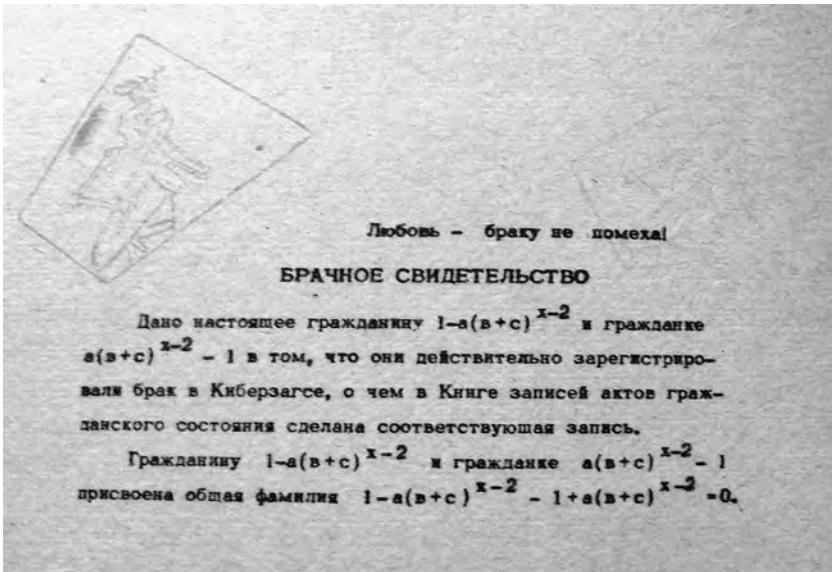 Любовь – браку не помеха!
БРАЧНОЕ СВИДЕТЕЛЬСТВО
Дано настоящее гражданину 1–а(в+с)ˣ⁻² и гражданке
а(в+с)ˣ⁻² – 1 в том, что они действительно зарегистриро–
вали брак в Киберзагсе, о чем в Книге записей актов граж–
данского состояния сделана соответствующая запись.
Гражданину 1–а(в+с)ˣ⁻² и гражданке а(в+с)ˣ⁻² – 1
присвоена общая фамилия 1–а(в+с)ˣ⁻² – 1+а(в+с)ˣ⁻² =0.